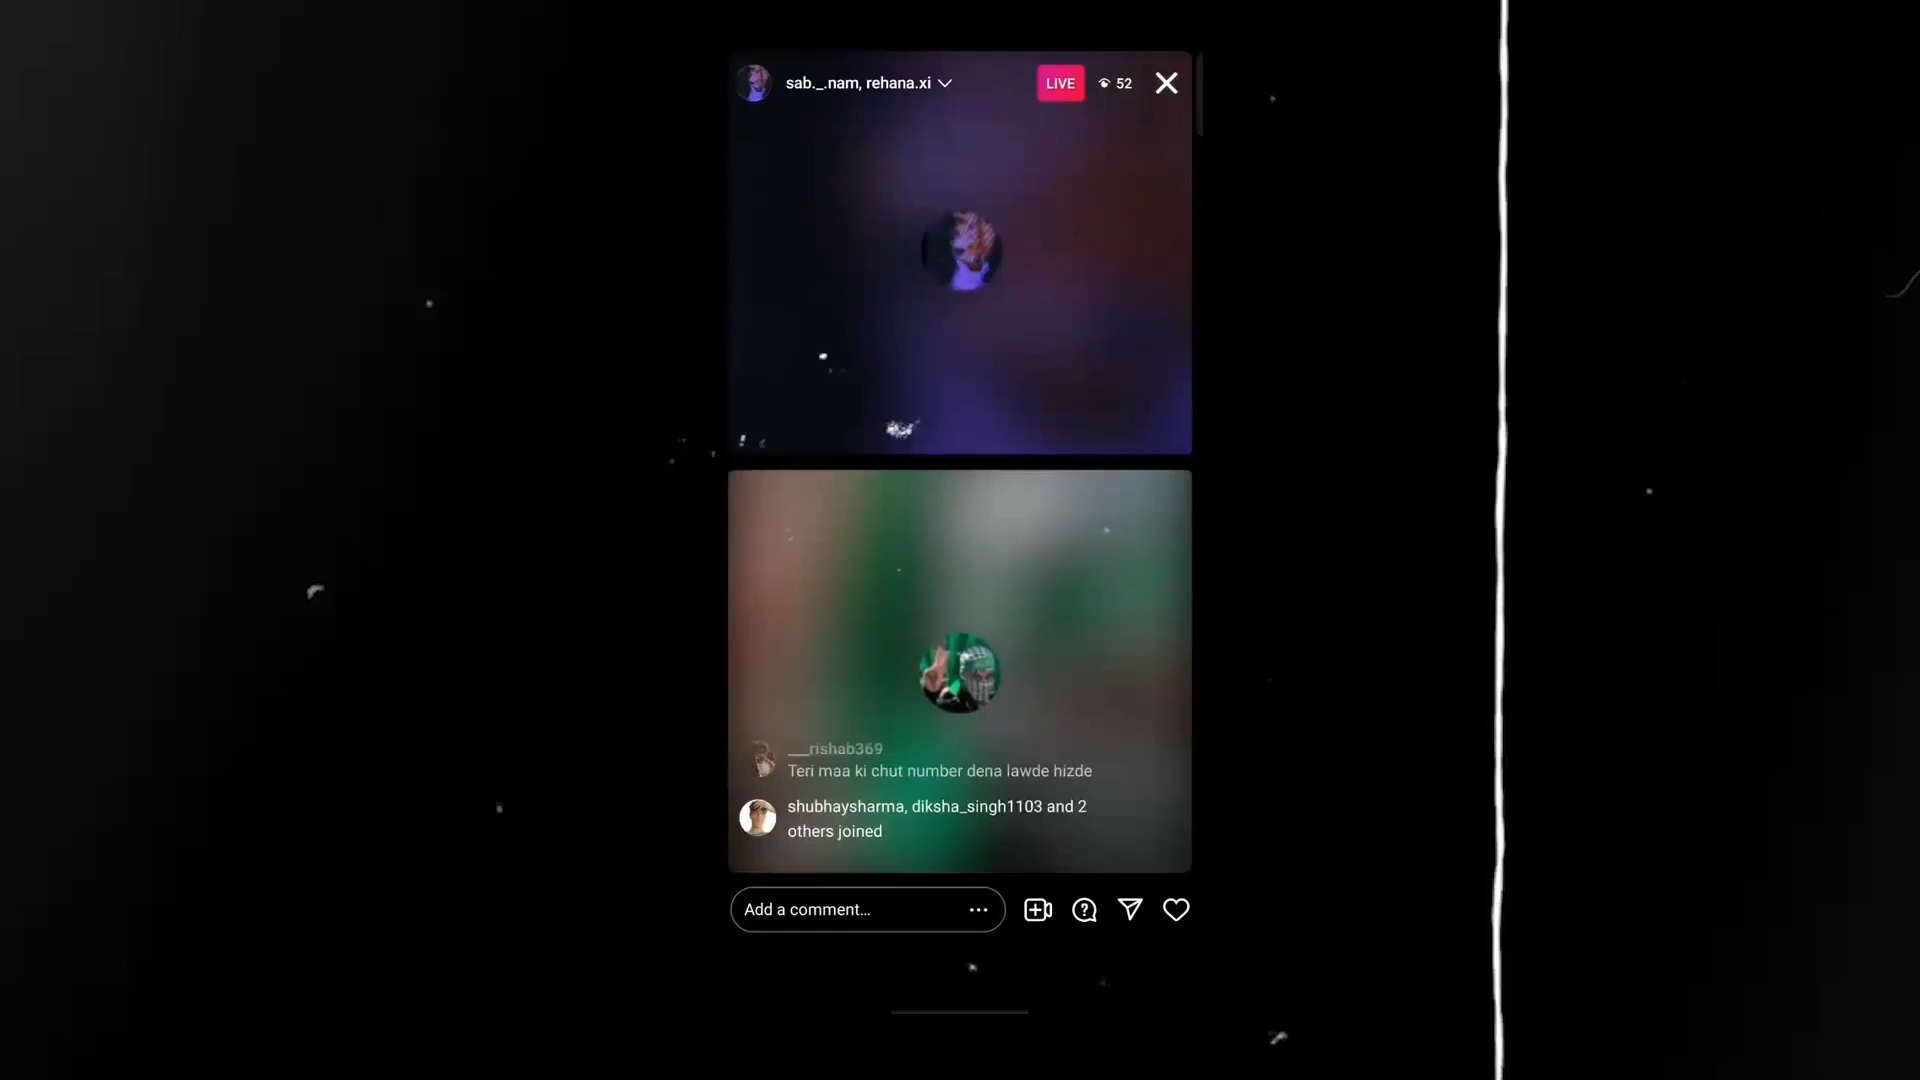 sab._.nam, rehana.xi
LIVE
52
___rishab369
Teri maa ki chut number dena lawde hizde
shubhaysharma, diksha_singh1103 and 2
others joined
Add a comment...